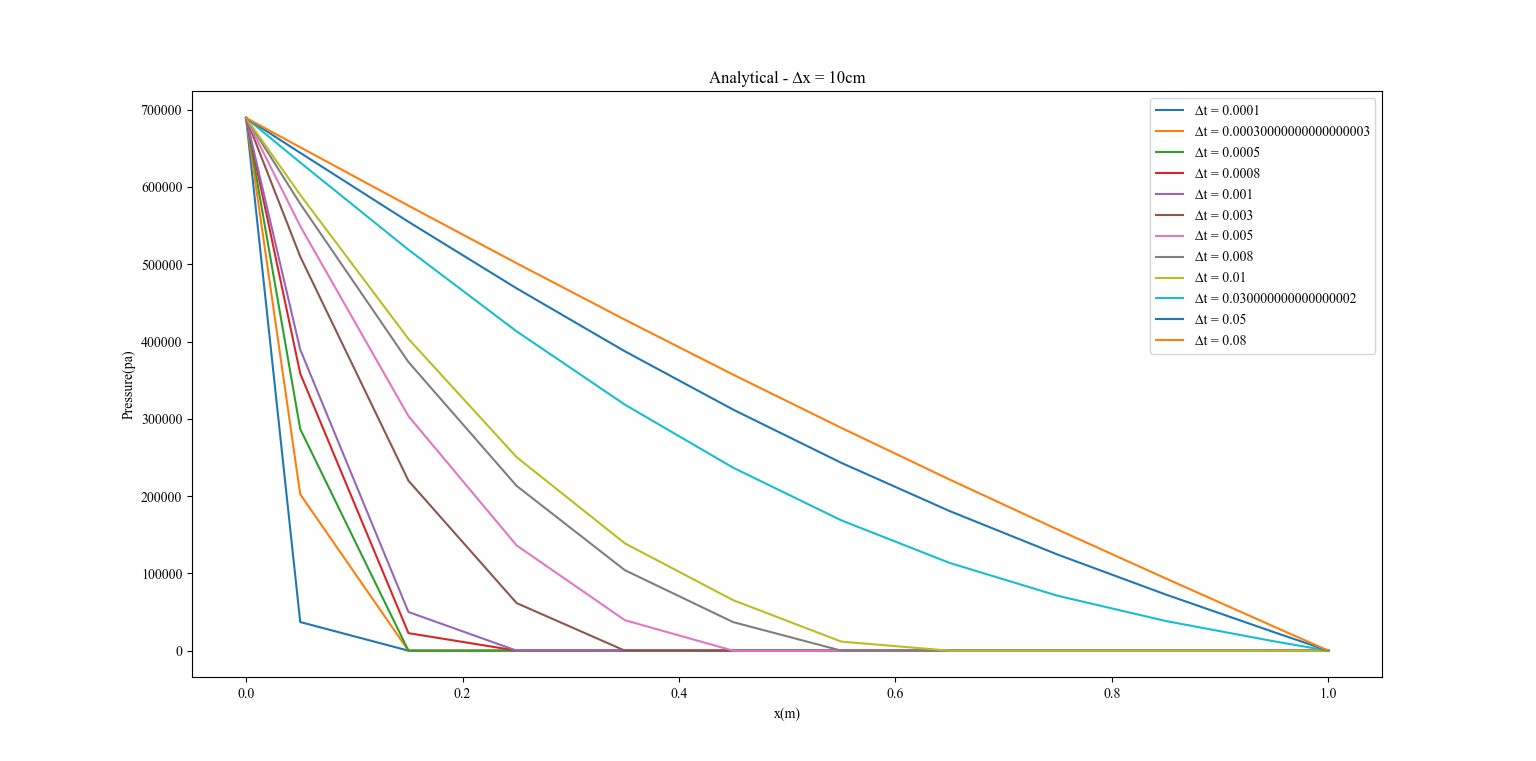 Analytical - Δx = 10cm
700000
600000
500000
400000
300000
200000
100000
0
Pressure(pa)
0.0
0.2
0.4
0.6
0.8
1.0
x(m)
Δt = 0.0001
Δt = 0.00030000000000000003
Δt = 0.0005
Δt = 0.0008
Δt = 0.001
Δt = 0.003
Δt = 0.005
Δt = 0.008
Δt = 0.01
Δt = 0.030000000000000002
Δt = 0.05
Δt = 0.08